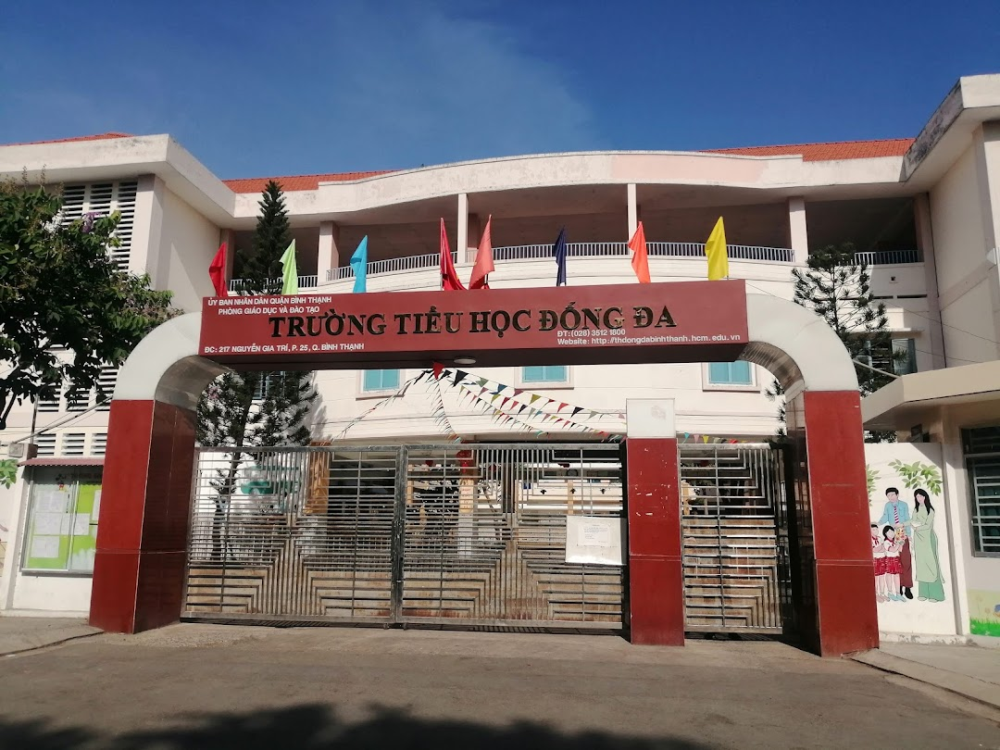 ỦY BAN NHÂN DÂN QUẬN BÌNH THẠNH
PHÒNG GIÁO DỤC VÀ ĐÀO TẠO
TRƯỜNG TIỂU HỌC ĐỐNG ĐA
ĐC: 217 NGUYỄN GIA TRÍ, P. 25, Q. BÌNH THẠNH
ĐT: (028) 3512 1800
Website: http://thdongdabinhthanh.hcm.edu.vn